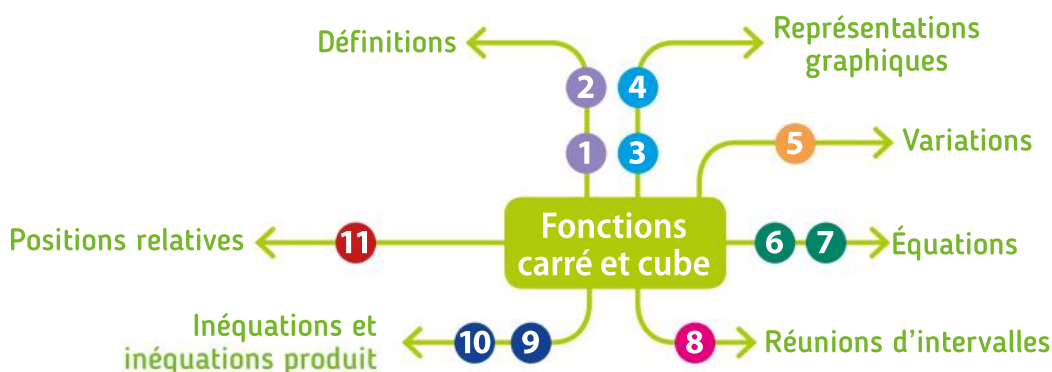 Définitions
2
1
4
3
Représentations
graphiques
5
Variations
Positions relatives
11
Fonctions
carré et cube
6
7
Équations
Inéquations et
inéquations produit
10
9
8
Réunions d'intervalles